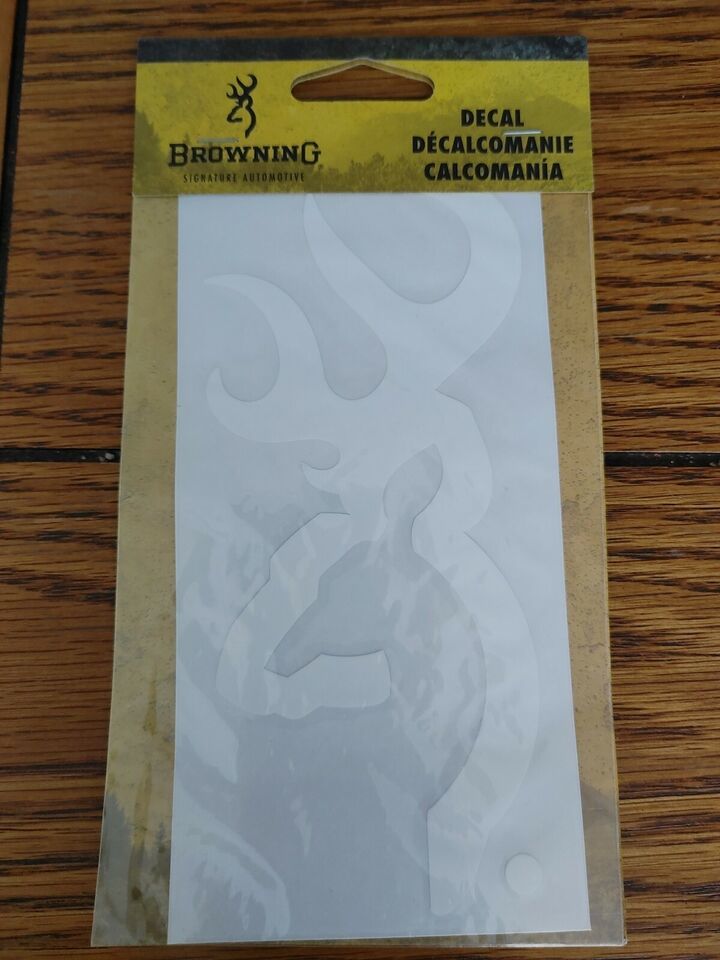 BROWNING
SIGNATURE AUTOMOTIVE
DECAL
DÉCALCOMANIE
CALCOMANÍA